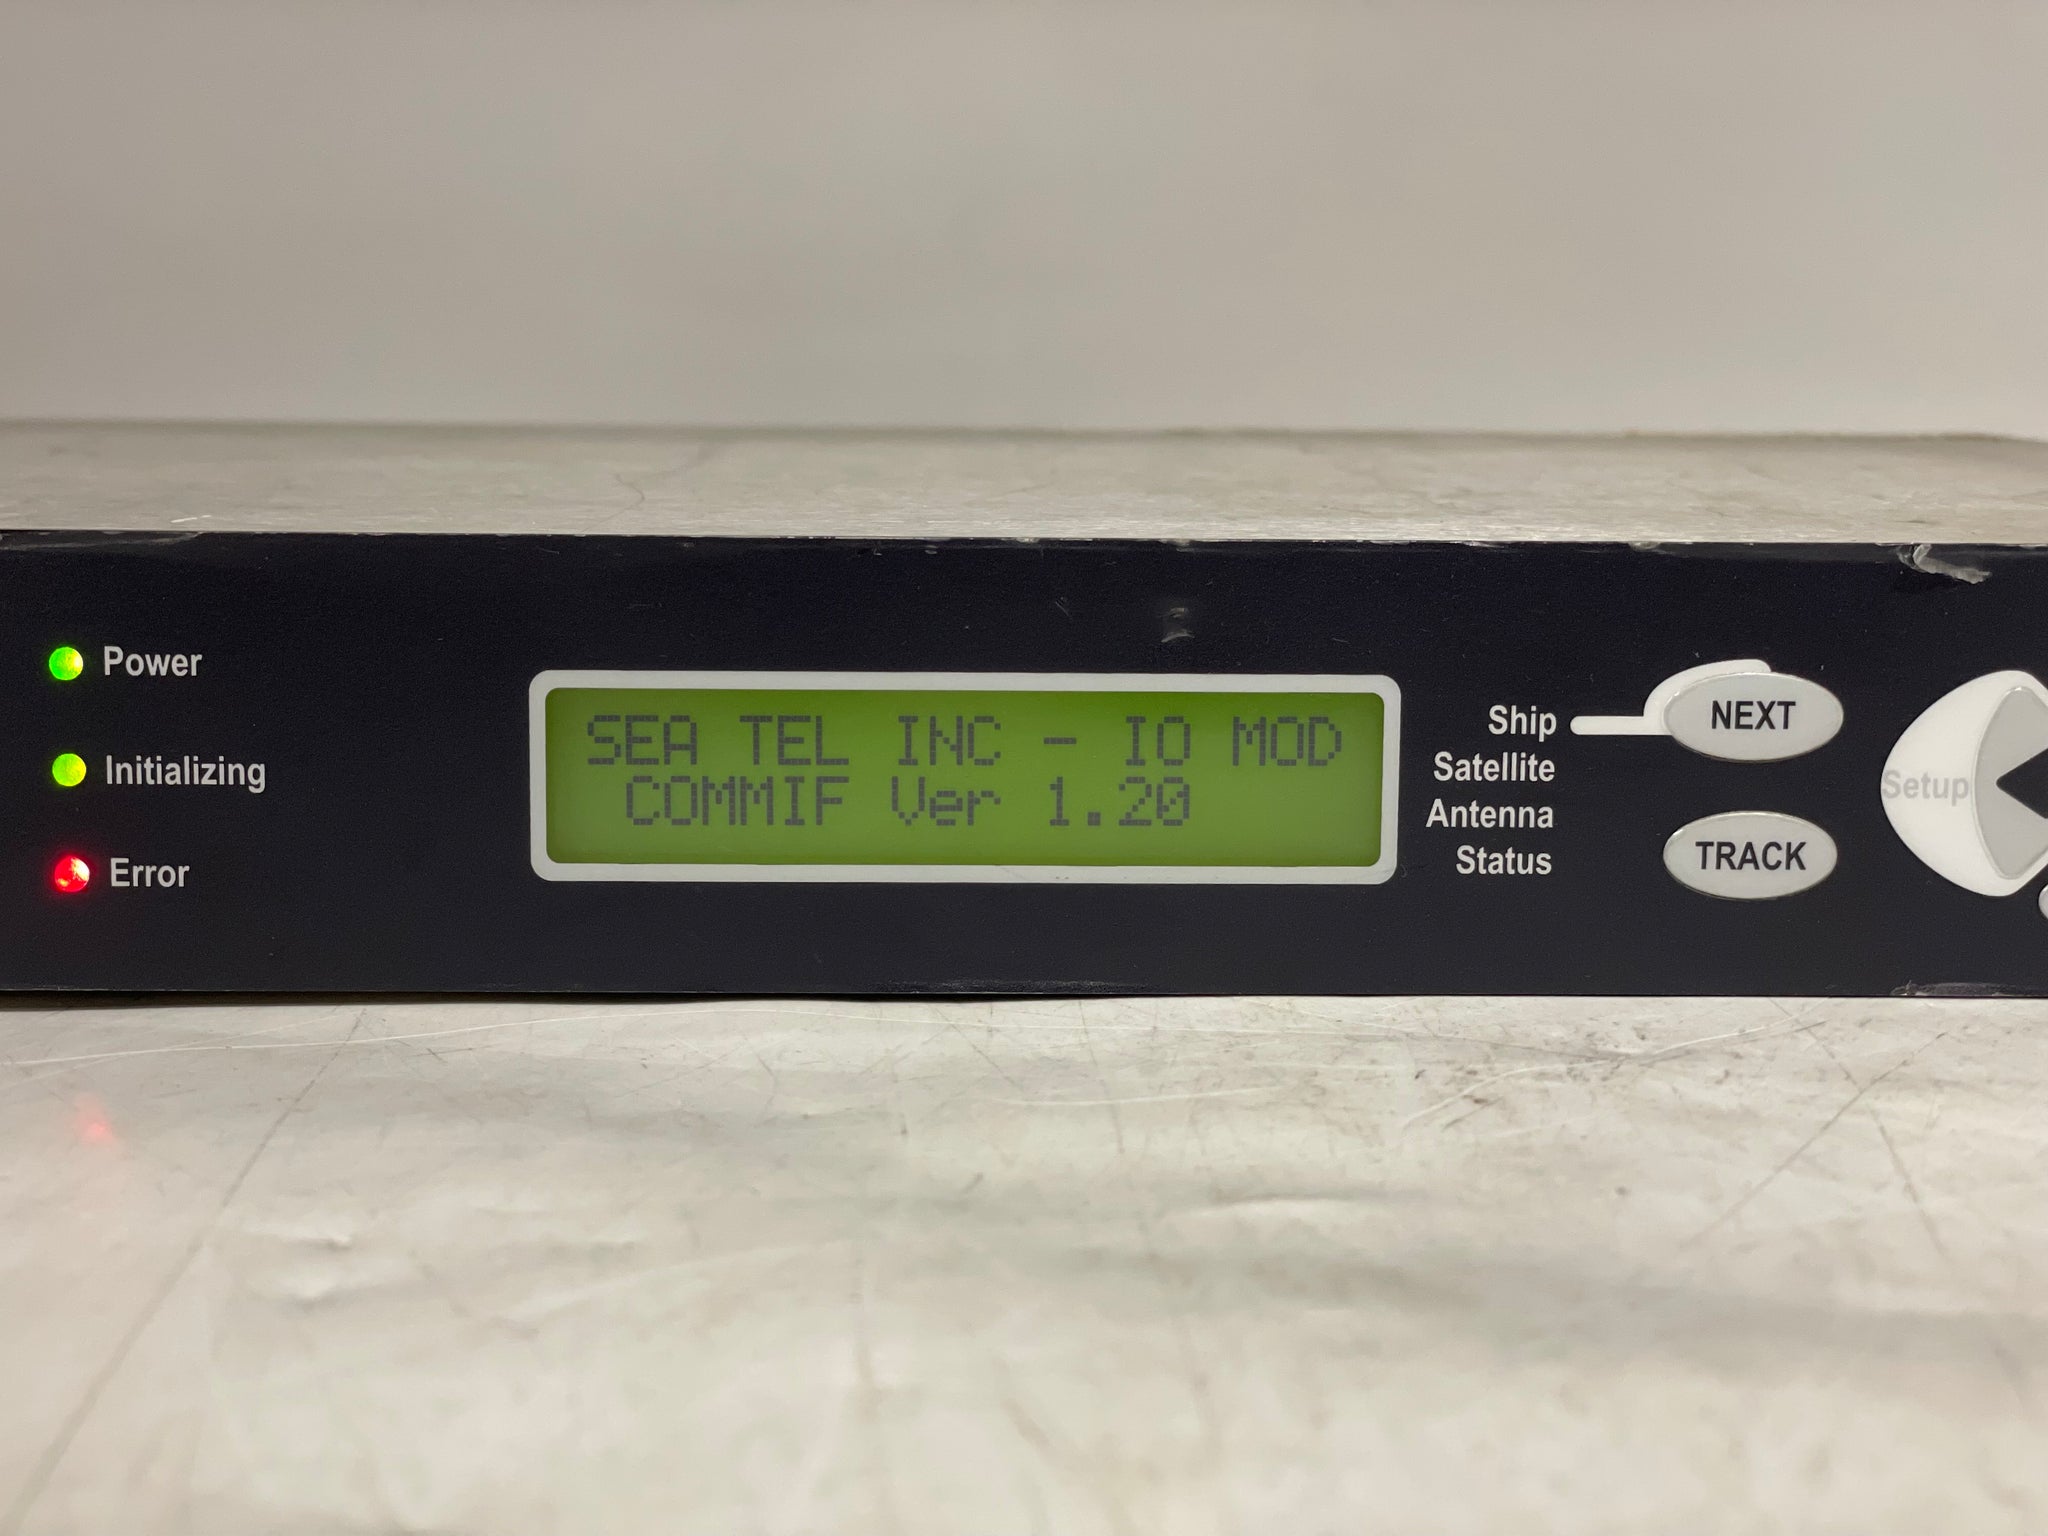 Power
Initializing
Error
SEA TEL INC - IO MOD
COMMIF Ver 1.20
Ship
Satellite
Antenna
Status
NEXT
TRACK
Setup